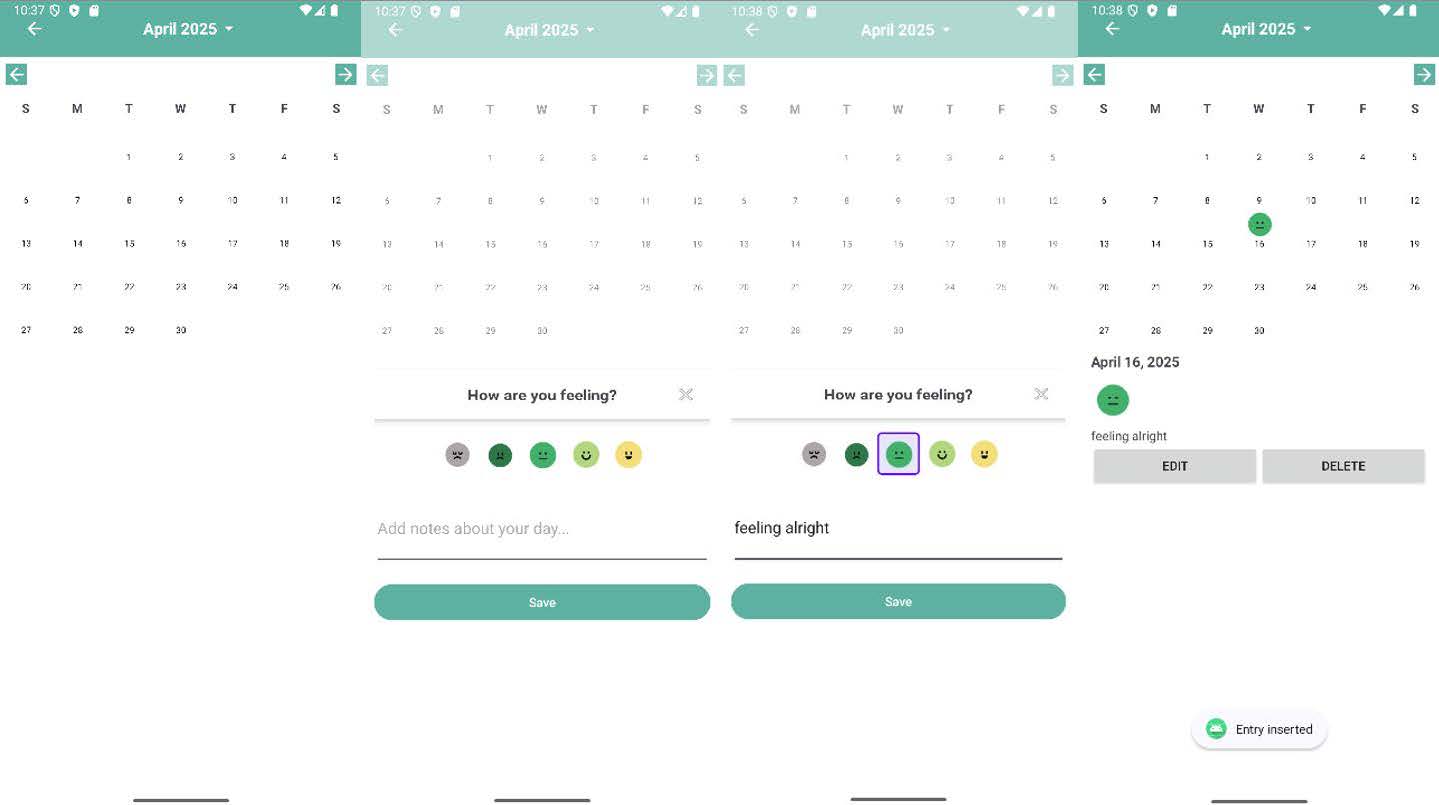 10:37
April 2025
S M T W T F S
1 2 3 4 5
6 7 8 9 10 11 12
13 14 15 16 17 18 19
20 21 22 23 24 25 26
27 28 29 30
10:37
April 2025
S M T W T F S
1 2 3 4 5
6 7 8 9 10 11 12
13 14 15 16 17 18 19
20 21 22 23 24 25 26
27 28 29 30
How are you feeling?
Add notes about your day...
Save
10:38
April 2025
S M T W T F S
1 2 3 4 5
6 7 8 9 10 11 12
13 14 15 16 17 18 19
20 21 22 23 24 25 26
27 28 29 30
How are you feeling?
feeling alright
Save
10:38
April 2025
S M T W T F S
1 2 3 4 5
6 7 8 9 10 11 12
13 14 15 16 17 18 19
20 21 22 23 24 25 26
27 28 29 30
April 16, 2025
feeling alright
EDIT DELETE
Entry inserted